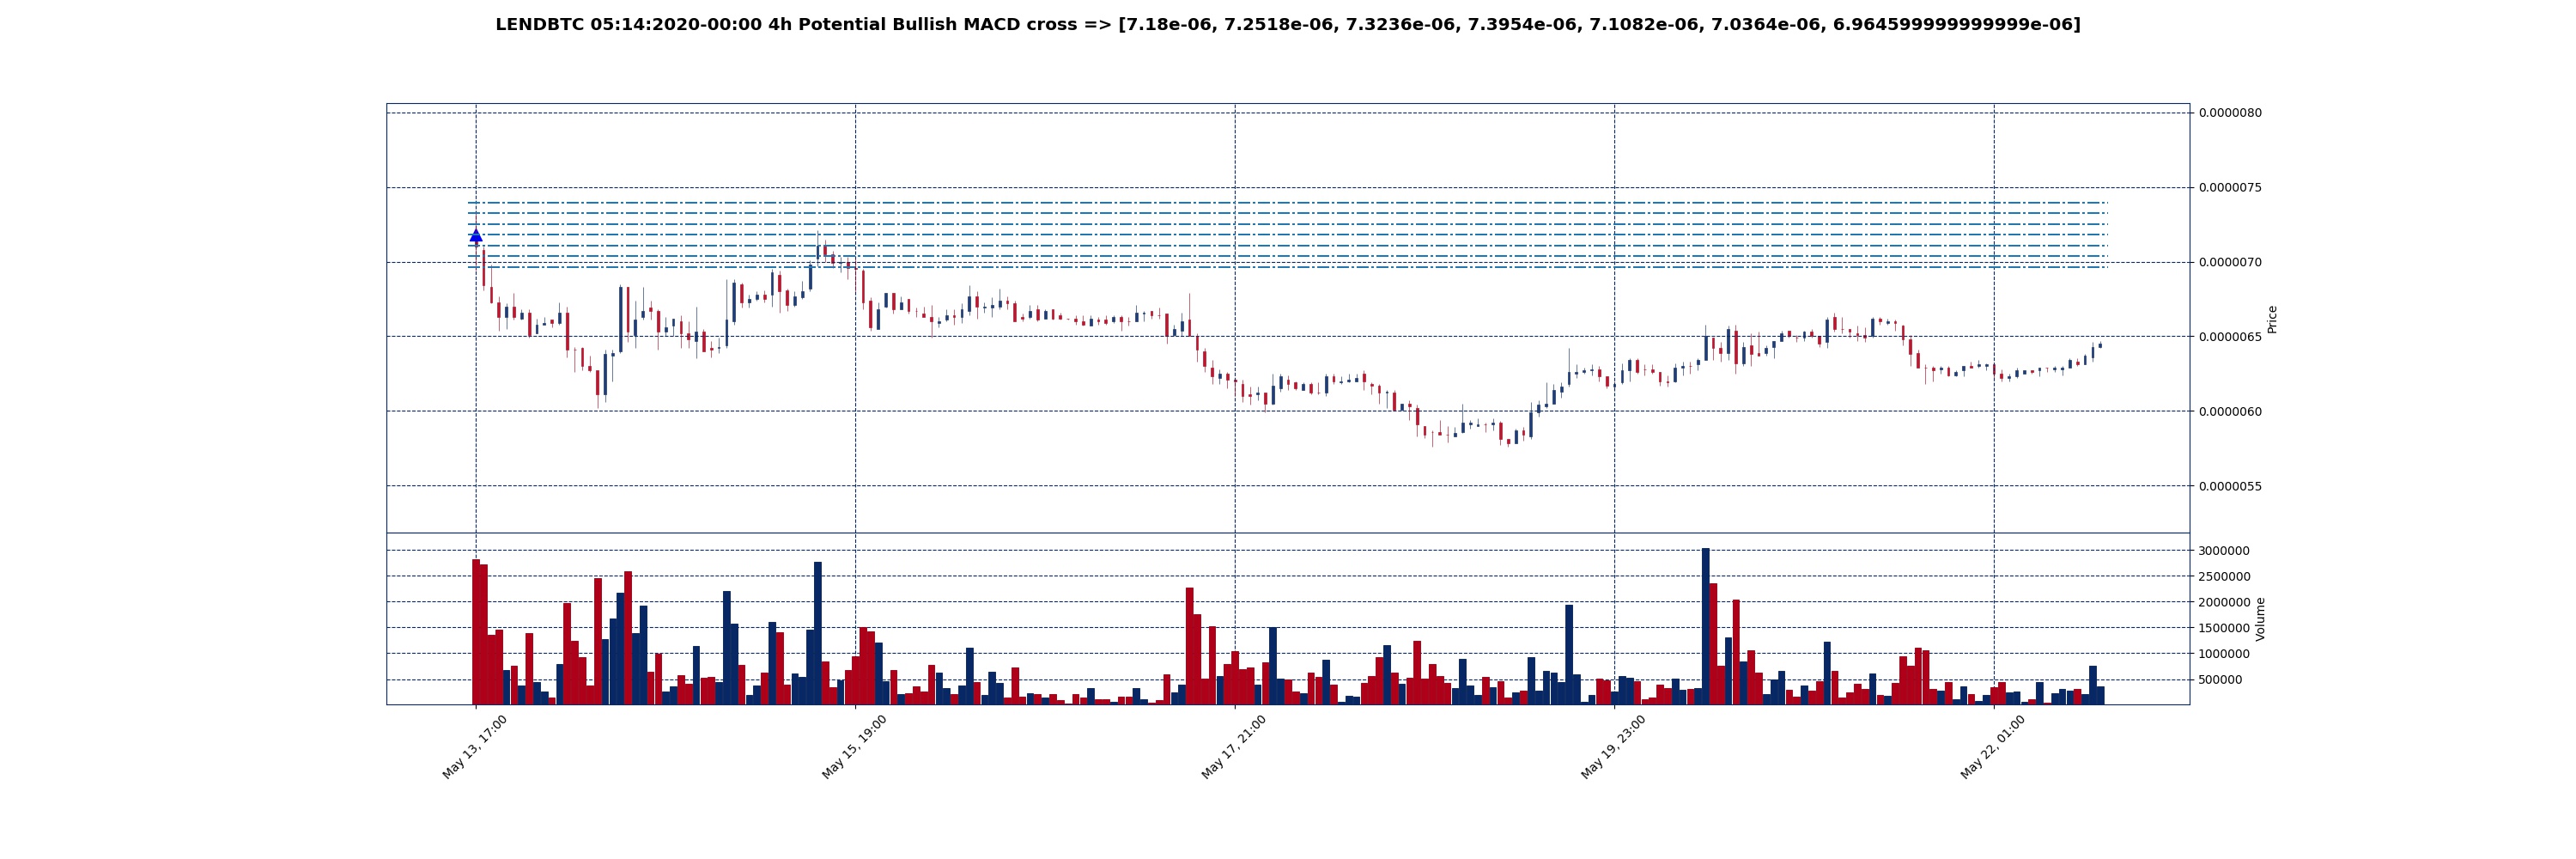 LENDBTC 05:14:2020-00:00 4h Potential Bullish MACD cross => [7.18e-06, 7.2518e-06, 7.3236e-06, 7.3954e-06, 7.1082e-06, 7.0364e-06, 6.964599999999999e-06]
0.0000080
0.0000075
0.0000070
0.0000065
0.0000060
0.0000055
Price
3000000
2500000
2000000
1500000
1000000
500000
Volume
May 13, 17:00
May 15, 19:00
May 17, 21:00
May 19, 23:00
May 22, 01:00